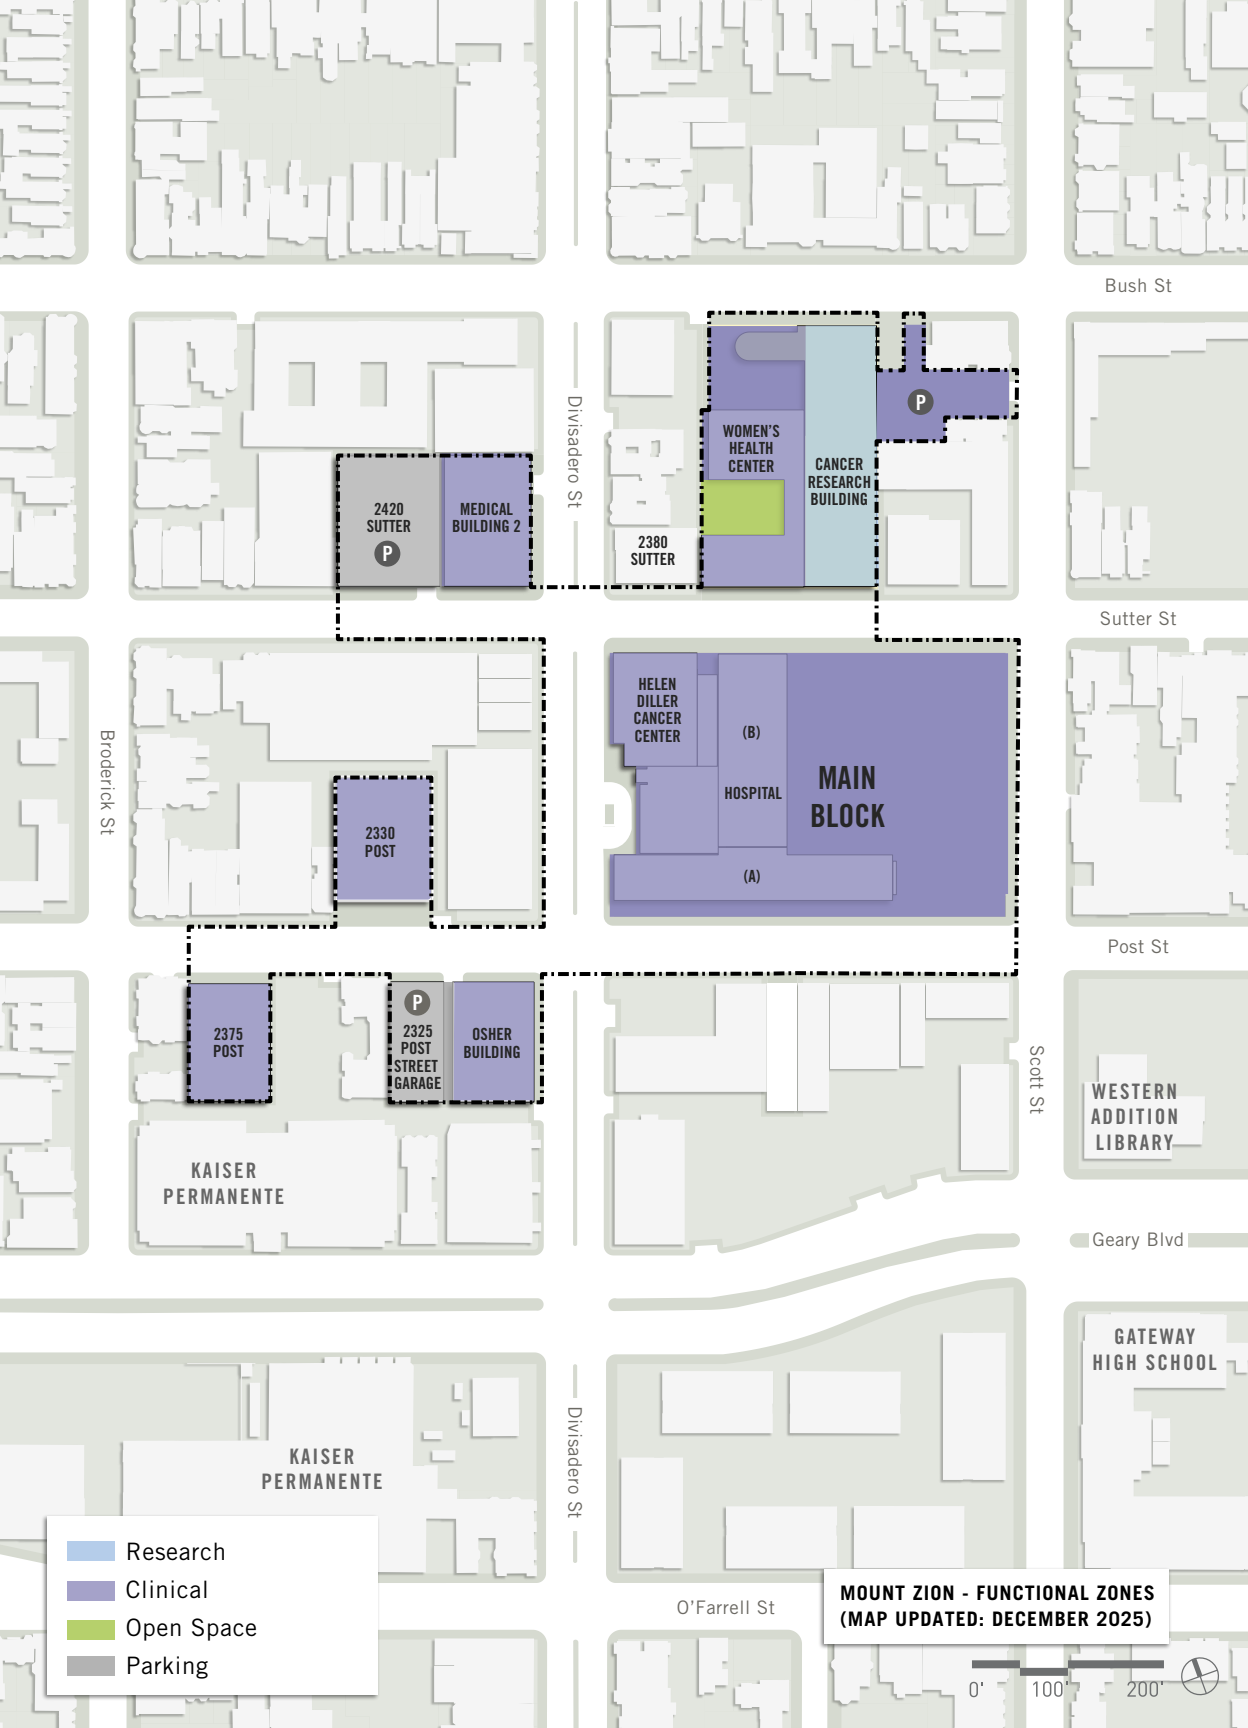 Bush St
Divisadero St
WOMEN'S
HEALTH
CENTER
CANCER
RESEARCH
BUILDING
P
2420
SUTTER
P
MEDICAL
BUILDING 2
2380
SUTTER
Sutter St
Broderick St
HELEN
DILLER
CANCER
CENTER
(B)
HOSPITAL
MAIN
BLOCK
(A)
2330
POST
Post St
2375
POST
P
2325
POST
STREET
GARAGE
OSHER
BUILDING
Scott St
WESTERN
ADDITION
LIBRARY
KAISER
PERMANENTE
Geary Blvd
GATEWAY
HIGH SCHOOL
KAISER
PERMANENTE
Divisadero St
Research
Clinical
Open Space
Parking
O'Farrell St
MOUNT ZION - FUNCTIONAL ZONES
(MAP UPDATED: DECEMBER 2025)
0' 100' 200'